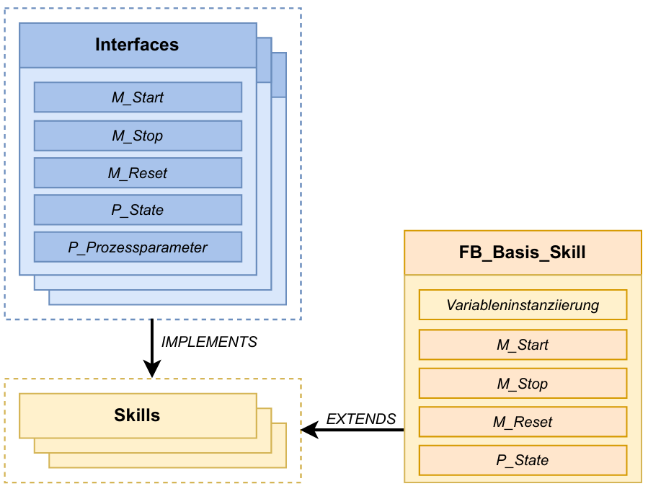 Interfaces
M_Start
M_Stop
M_Reset
P_State
P_Prozessparameter
IMPLEMENTS
Skills
EXTENDS
FB_Basis_Skill
Variableninstanziierung
M_Start
M_Stop
M_Reset
P_State